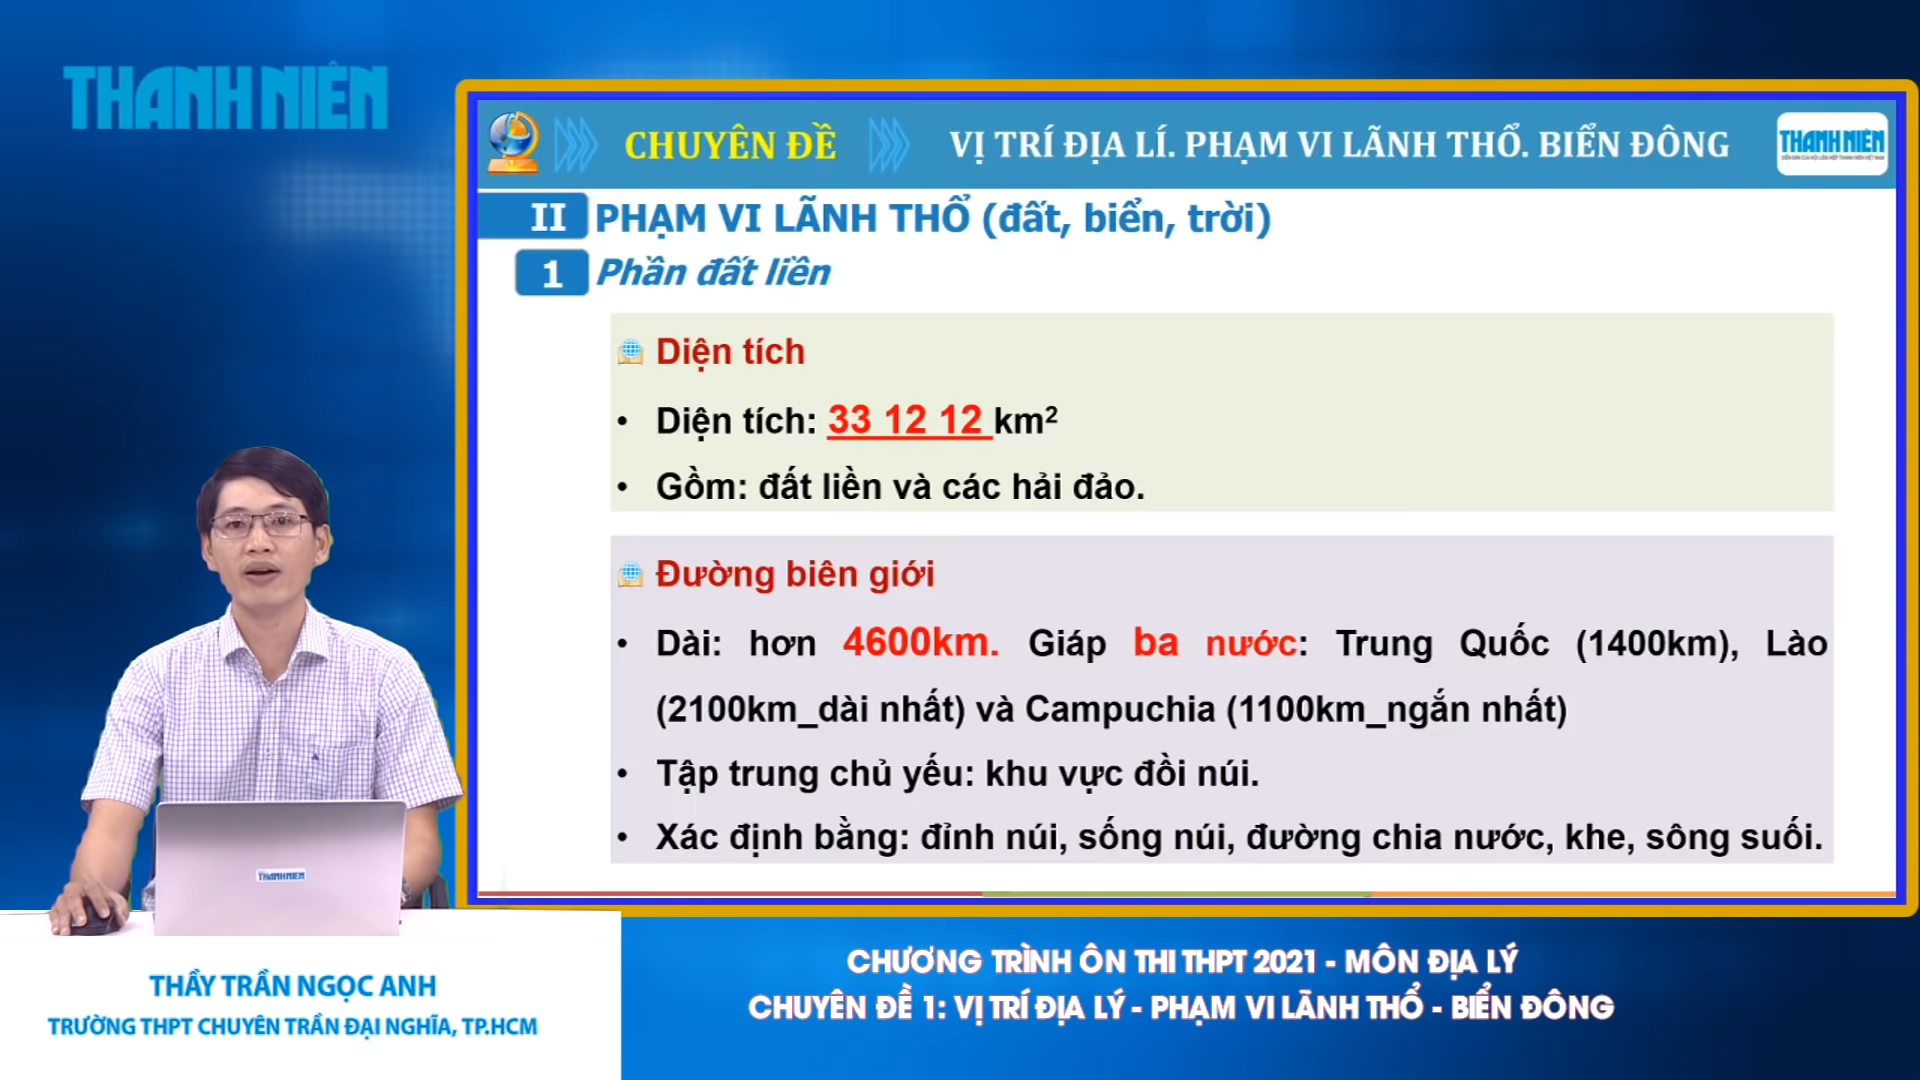 THANH NIÊN
CHUYÊN ĐỀ
VỊ TRÍ ĐỊA LÍ. PHẠM VI LÃNH THỔ. BIỂN ĐÔNG
THANH NIÊN
II PHẠM VI LÃNH THỔ (đất, biển, trời)
1 Phần đất liền
Diện tích
• Diện tích: 33 12 12 km²
• Gồm: đất liền và các hải đảo.
Đường biên giới
• Dài: hơn 4600km. Giáp ba nước: Trung Quốc (1400km), Lào
(2100km_dài nhất) và Campuchia (1100km_ngắn nhất)
• Tập trung chủ yếu: khu vực đồi núi.
• Xác định bằng: đỉnh núi, sống núi, đường chia nước, khe, sông suối.
THANH NIÊN
THẦY TRẦN NGỌC ANH
TRƯỜNG THPT CHUYÊN TRẦN ĐẠI NGHĨA, TP.HCM
CHƯƠNG TRÌNH ÔN THI THPT 2021 - MÔN ĐỊA LÝ
CHUYÊN ĐỀ 1: VỊ TRÍ ĐỊA LÝ - PHẠM VI LÃNH THỔ - BIỂN ĐÔNG